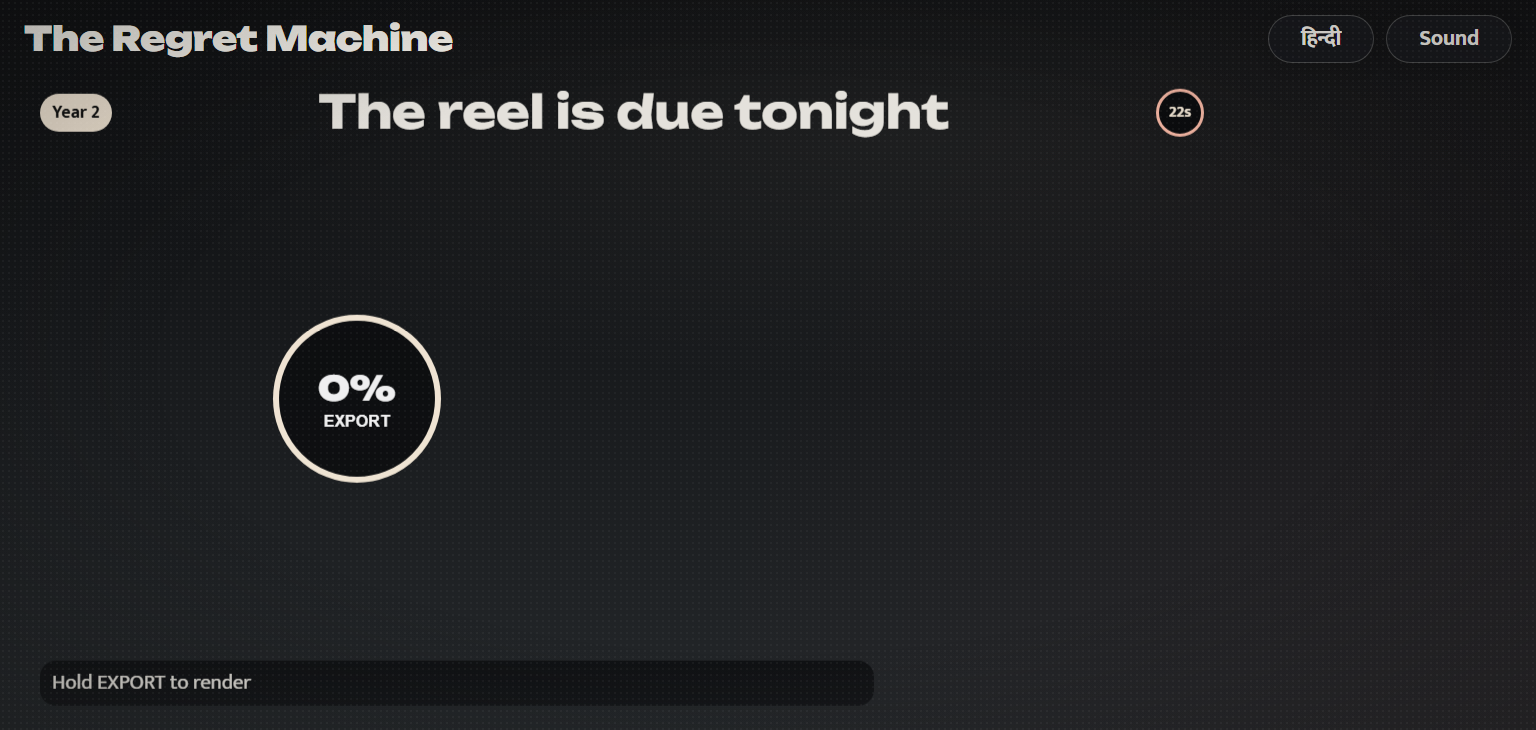 The Regret Machine
हिन्दी
Sound
Year 2
The reel is due tonight
22s
0%
EXPORT
Hold EXPORT to render